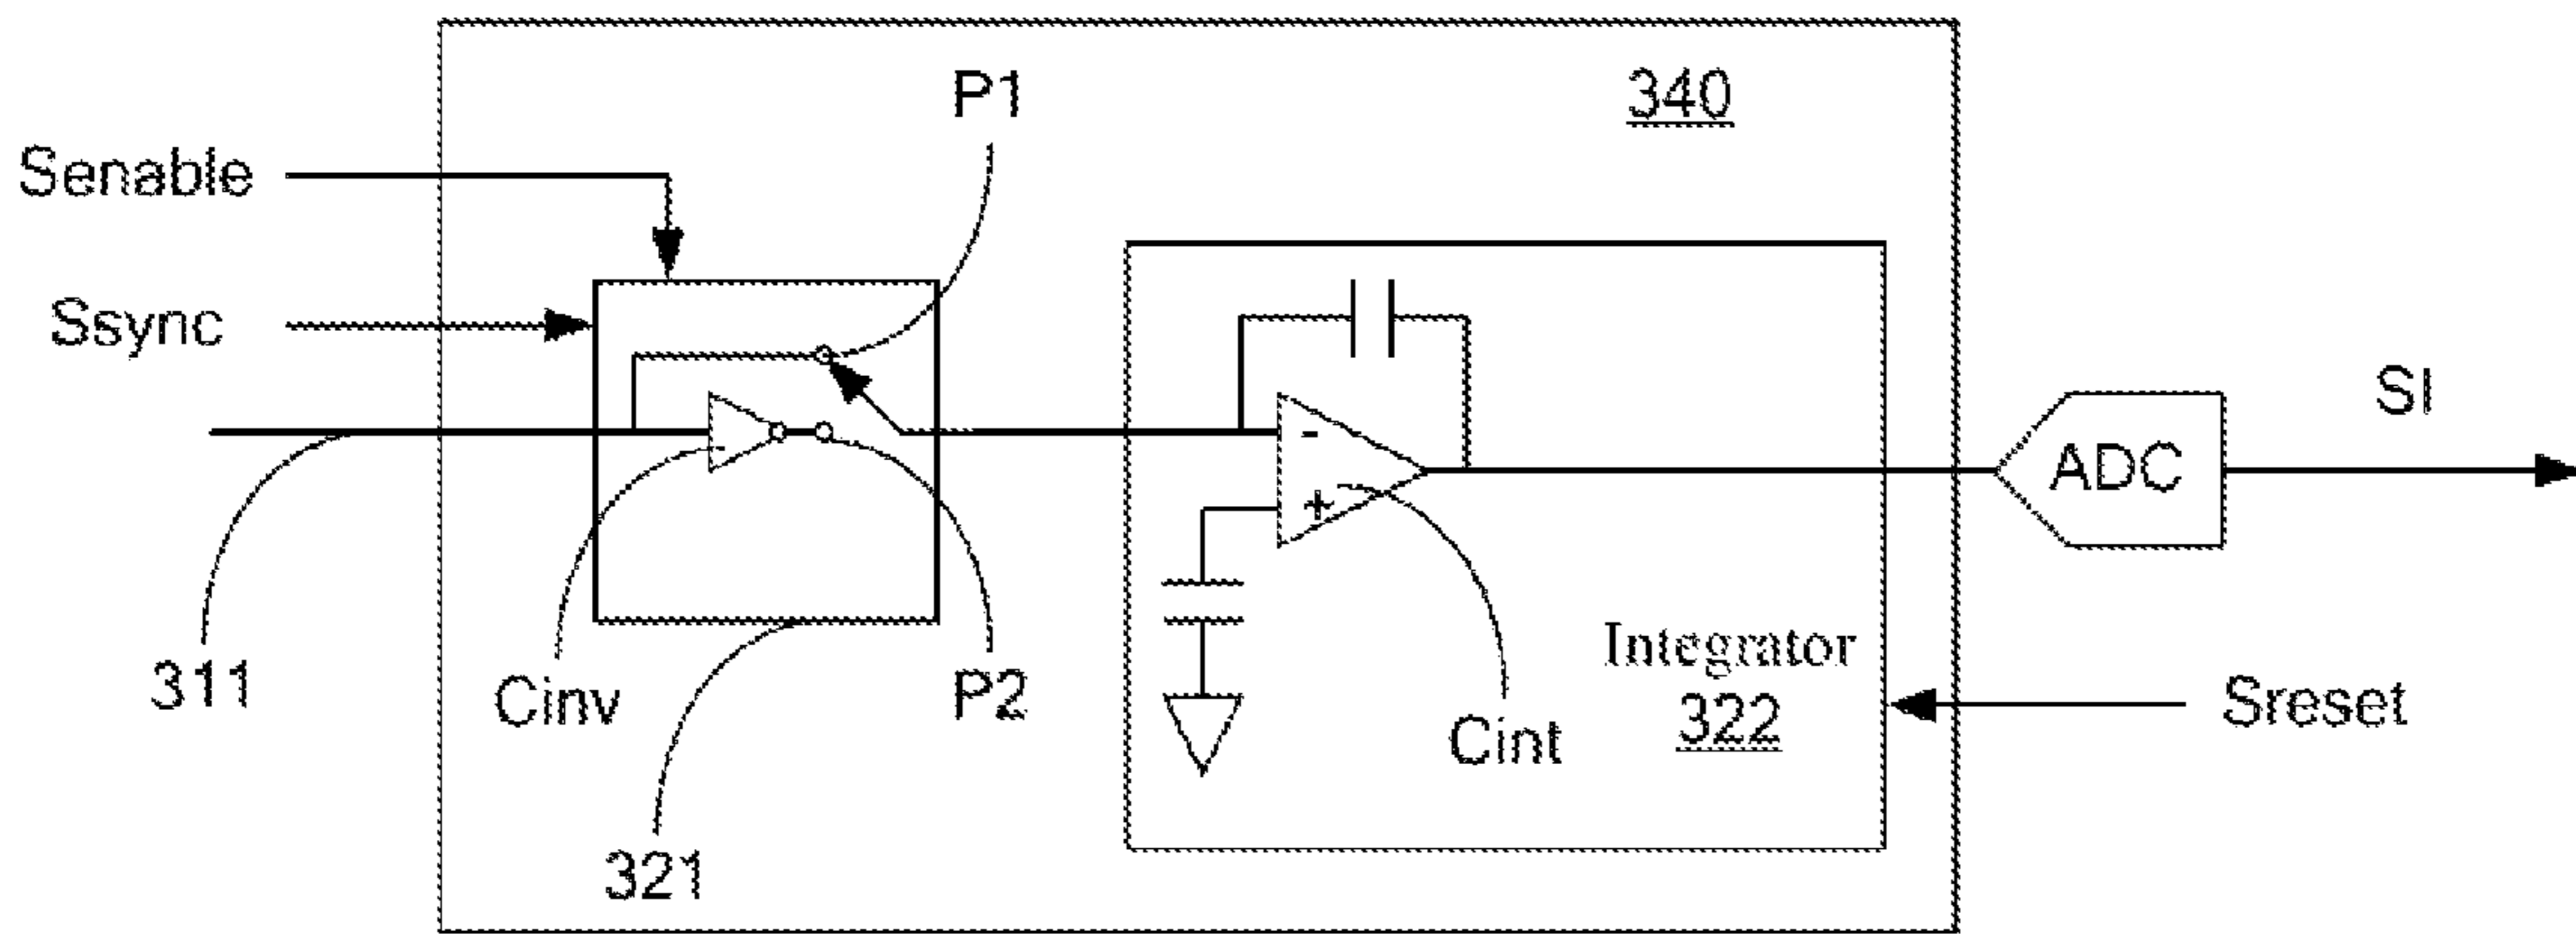 P1
340
Senable
Ssync
SI
-
ADC
+
311
Cinv
P2
Integrator
322
Cint
Sreset
321